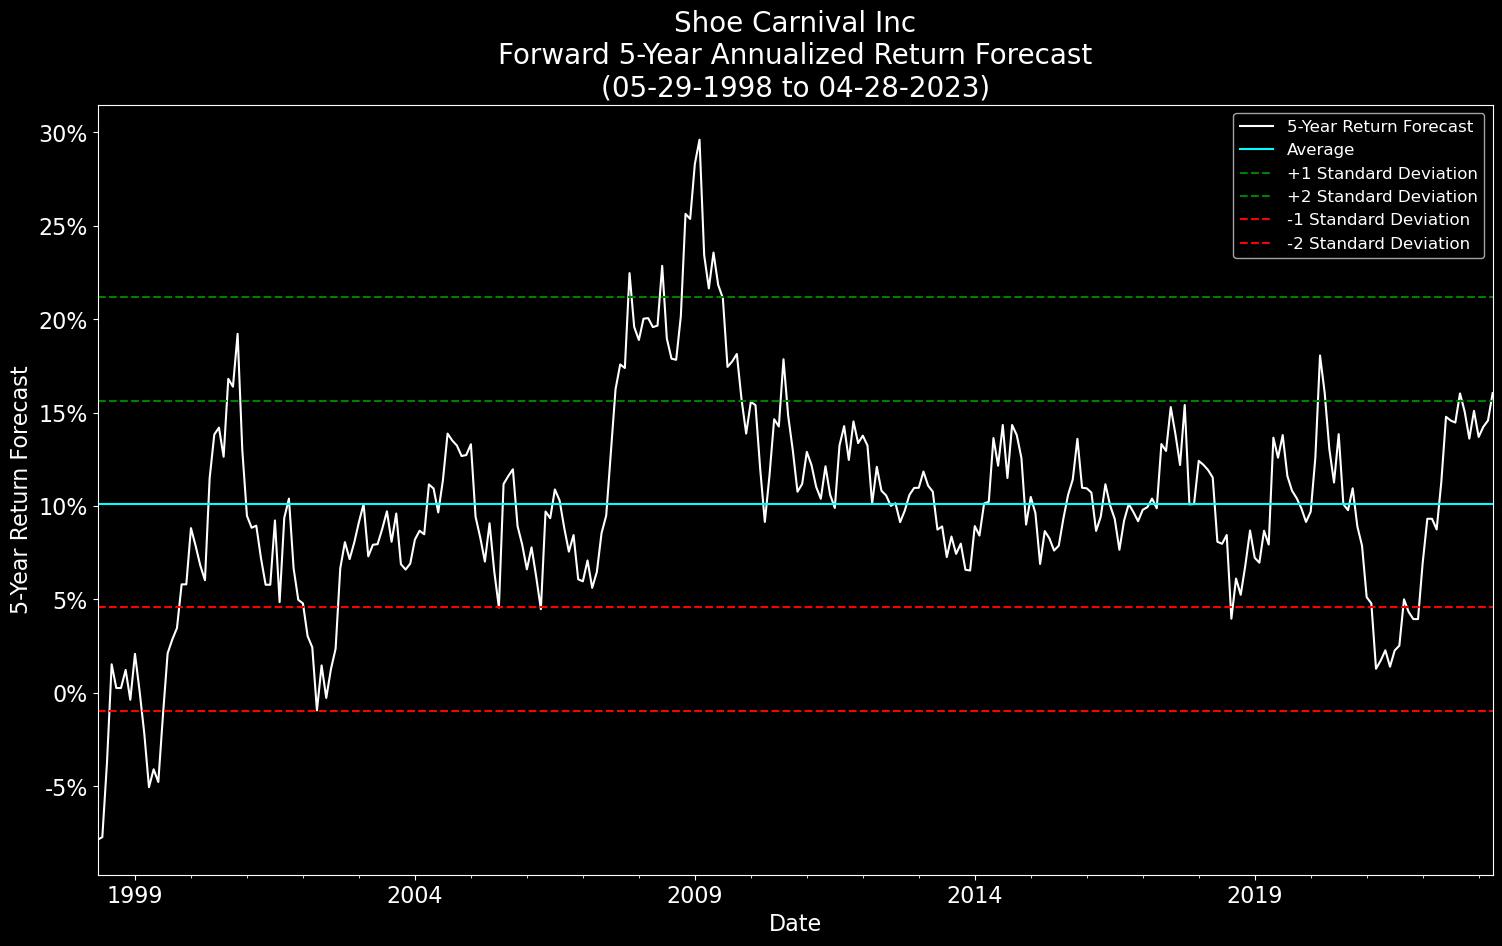 Shoe Carnival Inc
Forward 5-Year Annualized Return Forecast
(05-29-1998 to 04-28-2023)
5-Year Return Forecast
Average
+1 Standard Deviation
+2 Standard Deviation
-1 Standard Deviation
-2 Standard Deviation
30%
25%
20%
15%
10%
5%
0%
-5%
5-Year Return Forecast
1999
2004
2009
2014
2019
Date